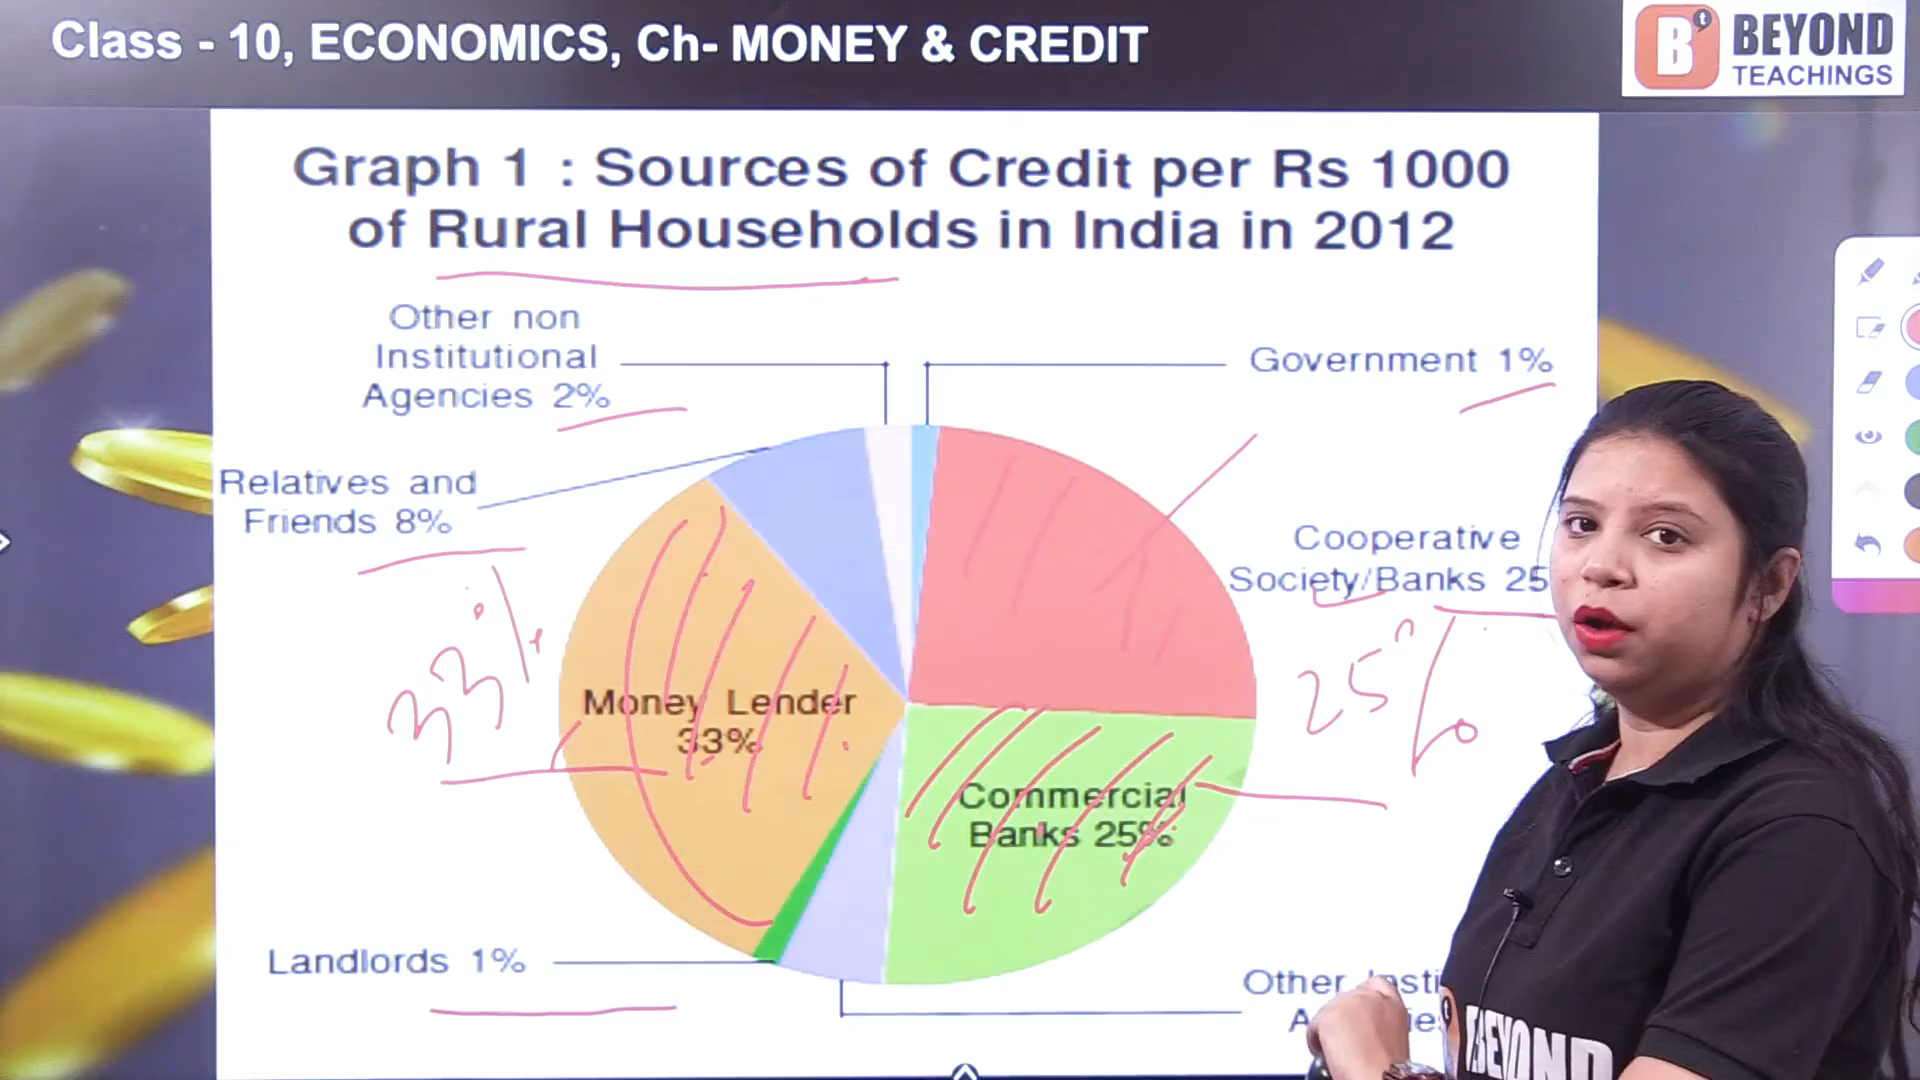 Class - 10, ECONOMICS, Ch- MONEY & CREDIT
B t
BEYOND
TEACHINGS
Graph 1 : Sources of Credit per Rs 1000
of Rural Households in India in 2012
Other non
Institutional
Agencies 2%
Government 1%
Relatives and
Friends 8%
Cooperative
Society/Banks 25
33%
25%
Money Lender
33%
Commercial
Banks 25%
Landlords 1%
Other
BEYOND